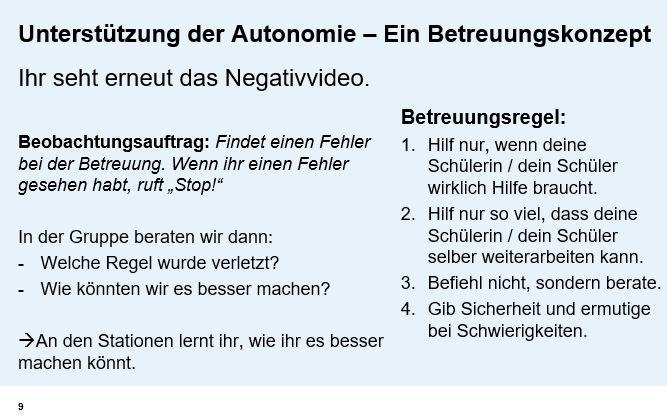 Unterstützung der Autonomie – Ein Betreuungskonzept
Ihr seht erneut das Negativvideo.
Beobachtungsauftrag: Findet einen Fehler
bei der Betreuung. Wenn ihr einen Fehler
gesehen habt, ruft „Stop!“
In der Gruppe beraten wir dann:
- Welche Regel wurde verletzt?
- Wie könnten wir es besser machen?
→An den Stationen lernt ihr, wie ihr es besser
machen könnt.
Betreuungsregel:
1. Hilf nur, wenn deine
Schülerin / dein Schüler
wirklich Hilfe braucht.
2. Hilf nur so viel, dass deine
Schülerin / dein Schüler
selber weiterarbeiten kann.
3. Befiehl nicht, sondern berate.
4. Gib Sicherheit und ermutige
bei Schwierigkeiten.
9